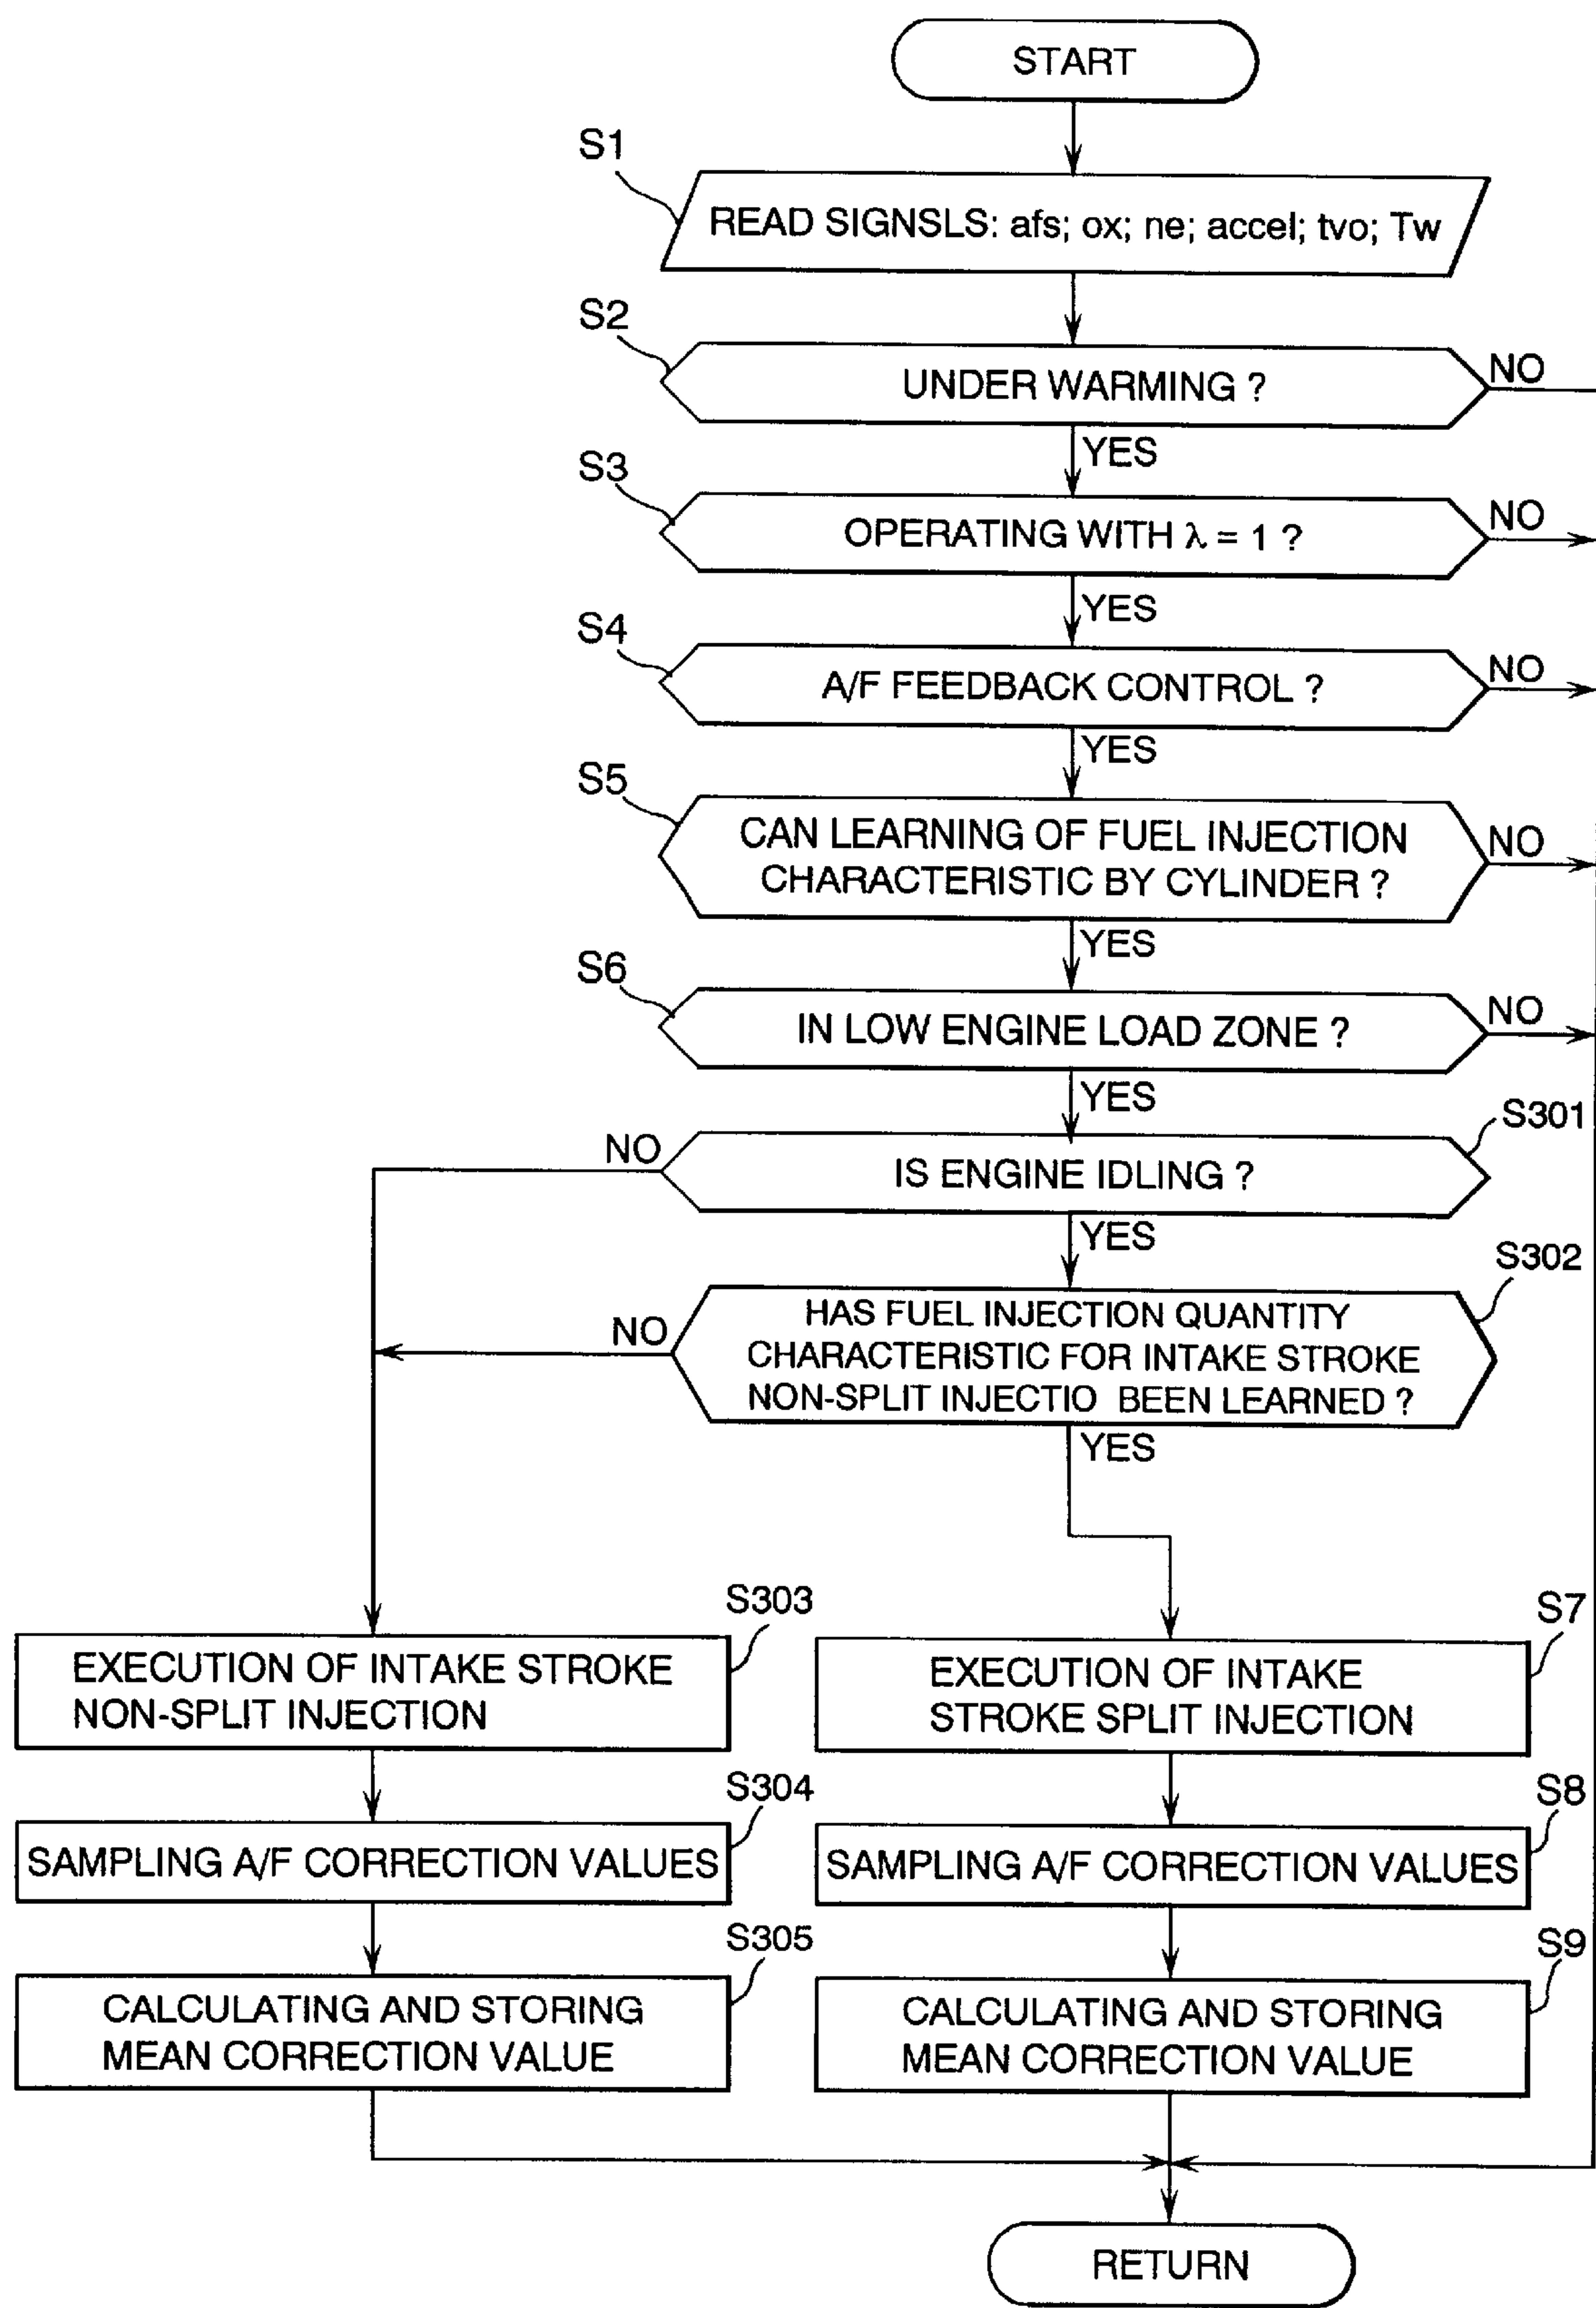 START
S1
READ SIGNSLS: afs; ox; ne; accel; tvo; Tw
S2
UNDER WARMING ?
NO
YES
S3
OPERATING WITH λ = 1 ?
NO
YES
S4
A/F FEEDBACK CONTROL ?
NO
YES
S5
CAN LEARNING OF FUEL INJECTION
CHARACTERISTIC BY CYLINDER ?
NO
YES
S6
IN LOW ENGINE LOAD ZONE ?
NO
YES
S301
NO
IS ENGINE IDLING ?
YES
S302
NO
HAS FUEL INJECTION QUANTITY
CHARACTERISTIC FOR INTAKE STROKE
NON-SPLIT INJECTIO BEEN LEARNED ?
YES
S303
EXECUTION OF INTAKE STROKE
NON-SPLIT INJECTION
S7
EXECUTION OF INTAKE
STROKE SPLIT INJECTION
S304
SAMPLING A/F CORRECTION VALUES
S8
SAMPLING A/F CORRECTION VALUES
S305
CALCULATING AND STORING
MEAN CORRECTION VALUE
S9
CALCULATING AND STORING
MEAN CORRECTION VALUE
RETURN